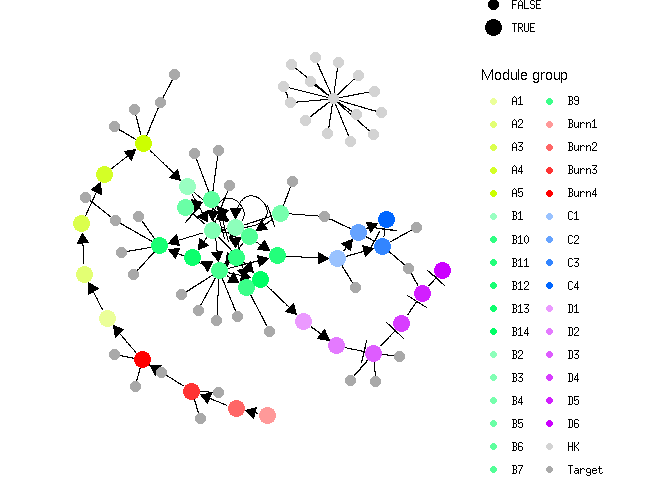 FALSE
TRUE
Module group
A1 B9
A2 Burn1
A3 Burn2
A4 Burn3
A5 Burn4
B1 C1
B10 C2
B11 C3
B12 C4
B13 D1
B14 D2
B2 D3
B3 D4
B4 D5
B5 D6
B6 HK
B7 Target